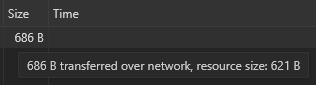 Size Time
686 B
686 B transferred over network, resource size: 621 B